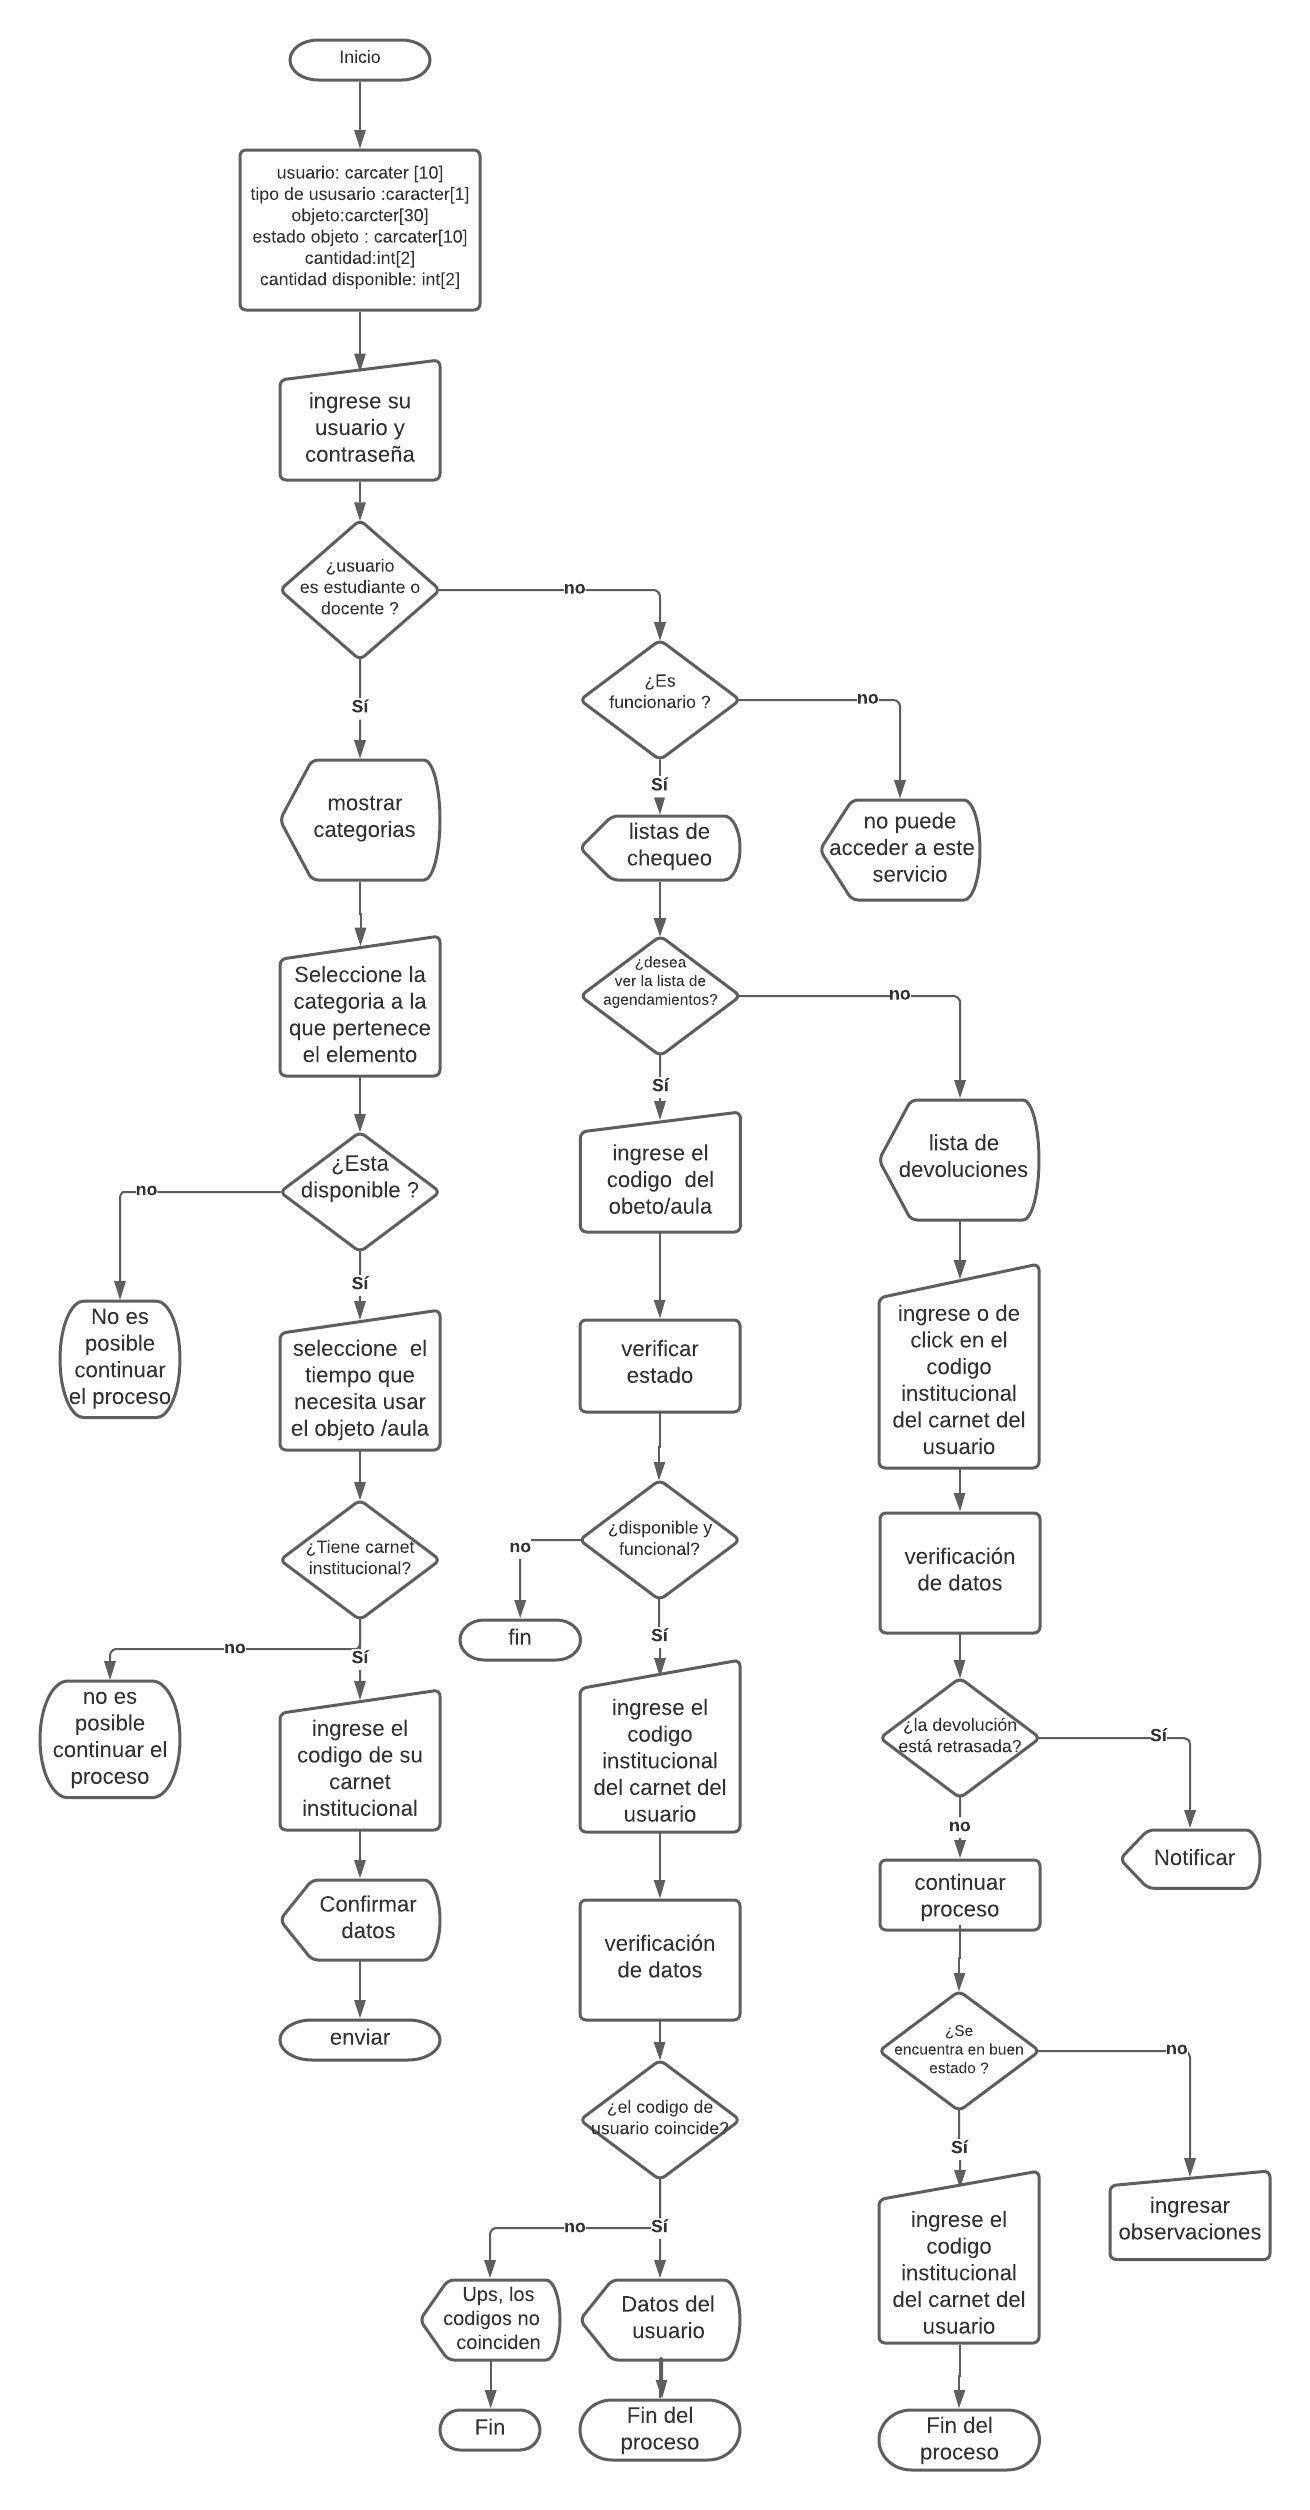 Inicio
usuario: carcater [10]
tipo de ususario :caracter[1]
objeto:carcter[30]
estado objeto : carcater[10]
cantidad:int[2]
cantidad disponible: int[2]
ingrese su
usuario y
contraseña
¿usuario
es estudiante o
docente ?
no
Sí
¿Es
funcionario ?
no
Sí
mostrar
categorias
listas de
chequeo
no puede
acceder a este
servicio
Seleccione la
categoria a la
que pertenece
el elemento
¿desea
ver la lista de
agendamientos?
no
Sí
¿Esta
disponible ?
no
Sí
ingrese el
codigo  del
obeto/aula
lista de
devoluciones
No es
posible
continuar
el proceso
seleccione  el
tiempo que
necesita usar
el objeto /aula
verificar
estado
ingrese o de
click en el
codigo
institucional
del carnet del
usuario
¿Tiene carnet
institucional?
no
Sí
¿disponible y
funcional?
no
Sí
fin
verificación
de datos
no es
posible
continuar el
proceso
ingrese el
codigo de su
carnet
institucional
ingrese el
codigo
institucional
del carnet del
usuario
¿la devolución
está retrasada?
Sí
no
Notificar
Confirmar
datos
continuar
proceso
enviar
verificación
de datos
¿Se
encuentra en buen
estado ?
no
Sí
¿el codigo de
usuario coincide?
no
Sí
ingresar
observaciones
ingrese el
codigo
institucional
del carnet del
usuario
Ups, los
codigos no
coinciden
Datos del
usuario
Fin
Fin del
proceso
Fin del
proceso